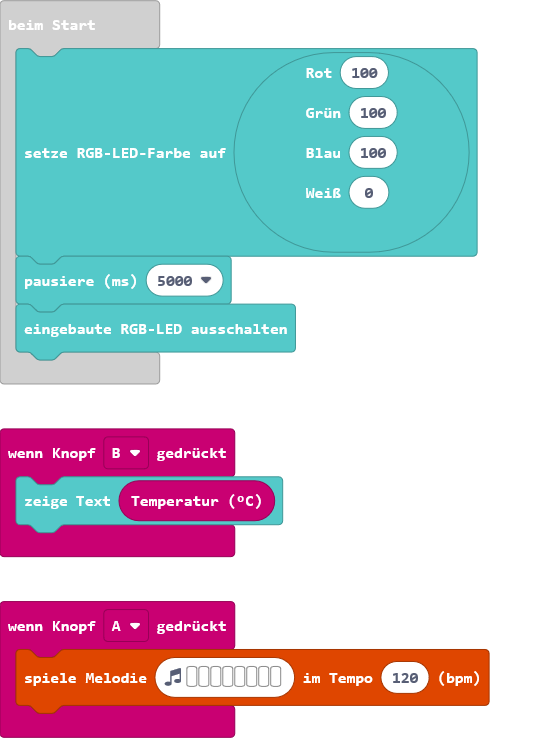 beim Start
Rot 100
Grün 100
setze RGB-LED-Farbe auf Blau 100
Weiß 0
pausiere (ms) 5000
eingebaute RGB-LED ausschalten
wenn Knopf B gedrückt
zeige Text Temperatur (ºC)
wenn Knopf A gedrückt
spiele Melodie im Tempo 120 (bpm)